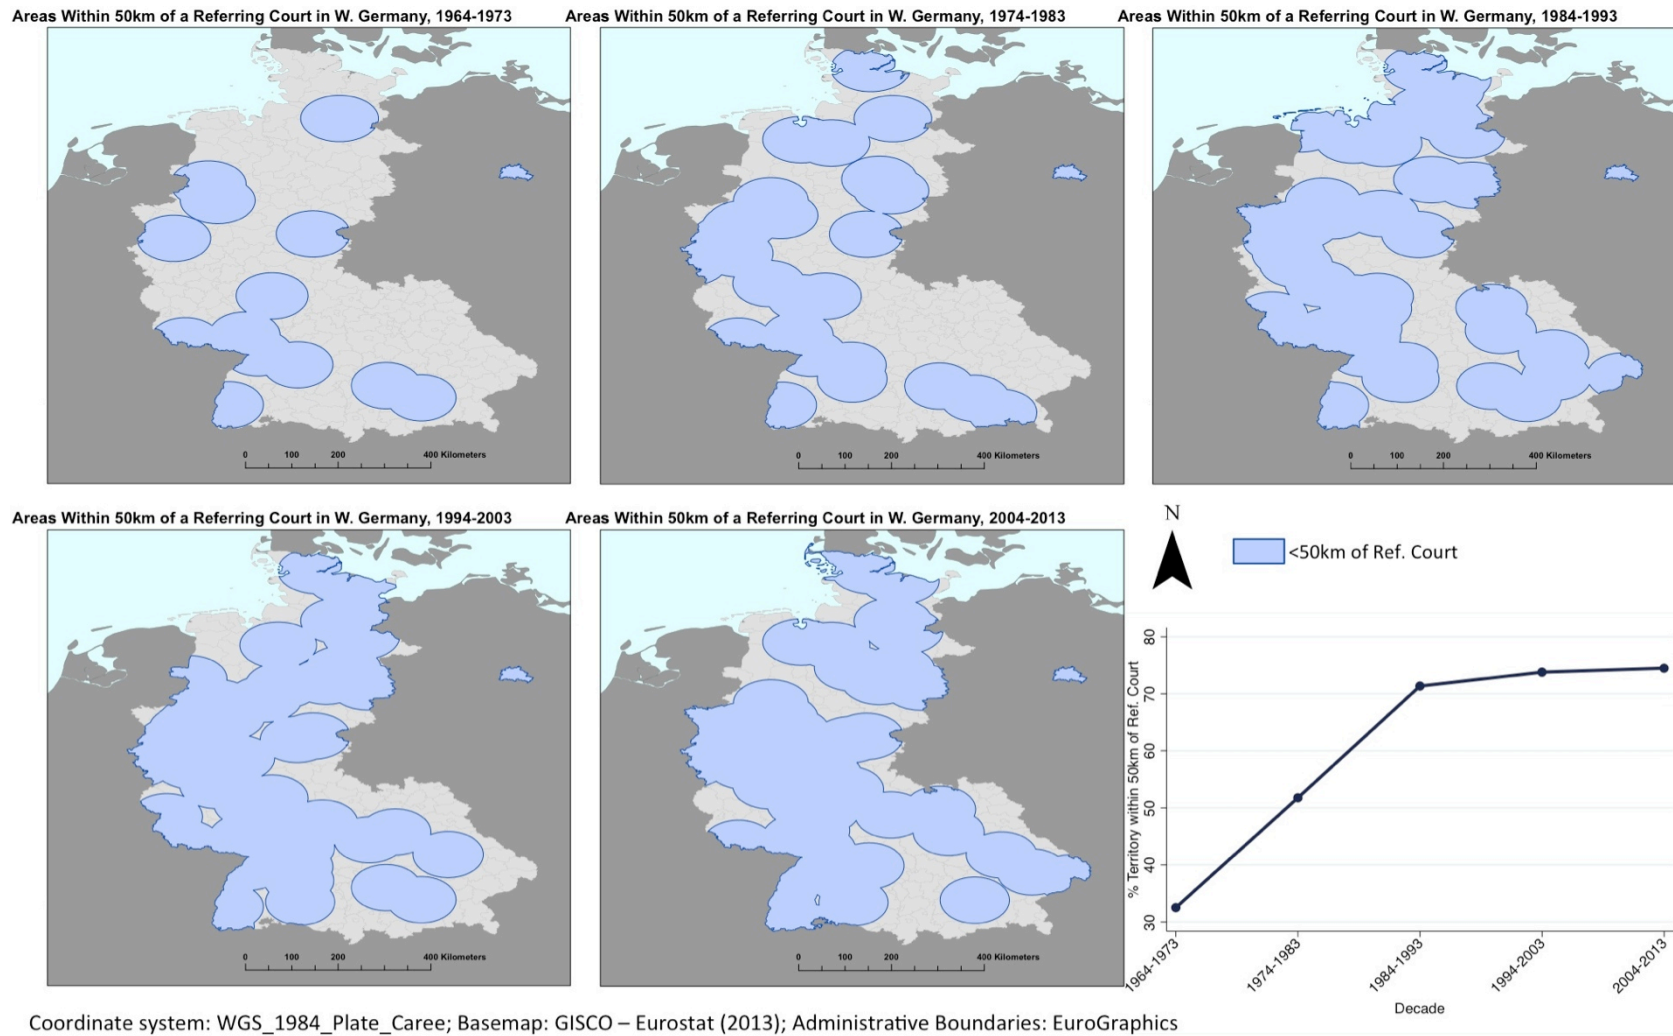 Areas Within 50km of a Referring Court in W. Germany, 1964-1973
0 100 200 400 Kilometers
Areas Within 50km of a Referring Court in W. Germany, 1974-1983
0 100 200 400 Kilometers
Areas Within 50km of a Referring Court in W. Germany, 1984-1993
0 100 200 400 Kilometers
Areas Within 50km of a Referring Court in W. Germany, 1994-2003
0 100 200 400 Kilometers
Areas Within 50km of a Referring Court in W. Germany, 2004-2013
0 100 200 400 Kilometers
N
<50km of Ref. Court
% Territory within 50km of Ref. Court
80
70
60
50
40
30
1964-1973
1974-1983
1984-1993
1994-2003
2004-2013
Decade
Coordinate system: WGS_1984_Plate_Caree; Basemap: GISCO – Eurostat (2013); Administrative Boundaries: EuroGraphics